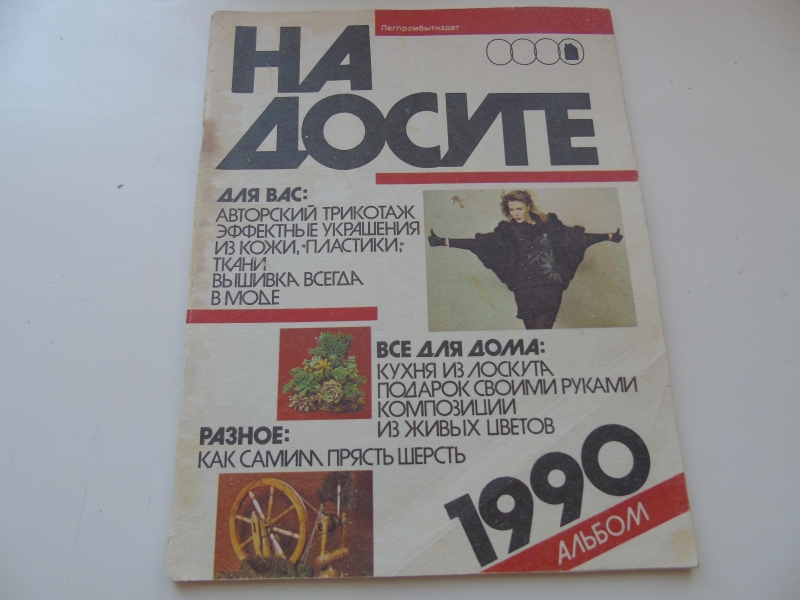 Легпромбытиздат
НА
ДОСУГЕ
ДЛЯ ВАС:
АВТОРСКИЙ ТРИКОТАЖ
ЭФФЕКТНЫЕ УКРАШЕНИЯ
ИЗ КОЖИ, «ПЛАСТИКИ,»
ТКАНИ
ВЫШИВКА ВСЕГДА
В МОДЕ
ВСЕ ДЛЯ ДОМА:
КУХНЯ ИЗ ЛОСКУТА
ПОДАРОК СВОИМИ РУКАМИ
КОМПОЗИЦИИ
ИЗ ЖИВЫХ ЦВЕТОВ
РАЗНОЕ:
КАК САМИМ ПРЯСТЬ ШЕРСТЬ
1990
АЛЬБОМ